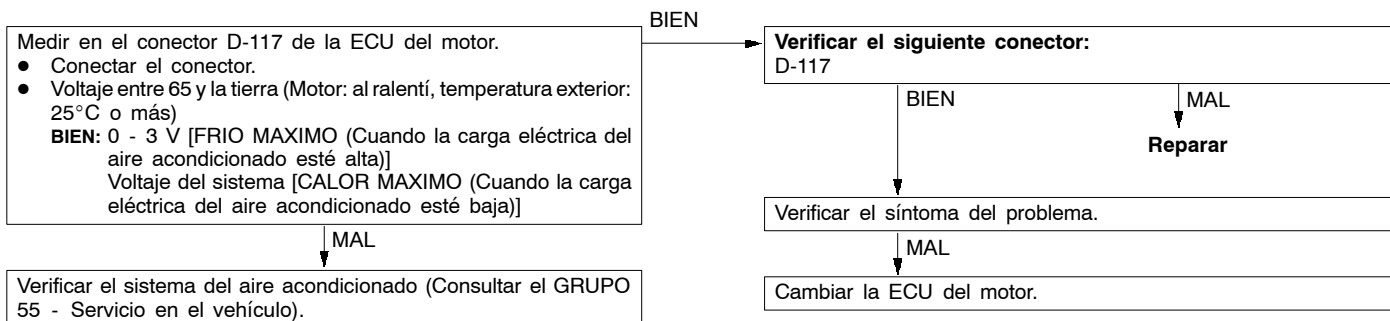 BIEN
Medir en el conector D-117 de la ECU del motor.
● Conectar el conector.
● Voltaje entre 65 y la tierra (Motor: al ralentí, temperatura exterior:
25°C o más)
BIEN: 0 - 3 V [FRIO MAXIMO (Cuando la carga eléctrica del
aire acondicionado esté alta)]
Voltaje del sistema [CALOR MAXIMO (Cuando la carga
eléctrica del aire acondicionado esté baja)]
MAL
Verificar el sistema del aire acondicionado (Consultar el GRUPO
55 - Servicio en el vehículo).
Verificar el siguiente conector:
D-117
BIEN
MAL
Reparar
Verificar el síntoma del problema.
MAL
Cambiar la ECU del motor.